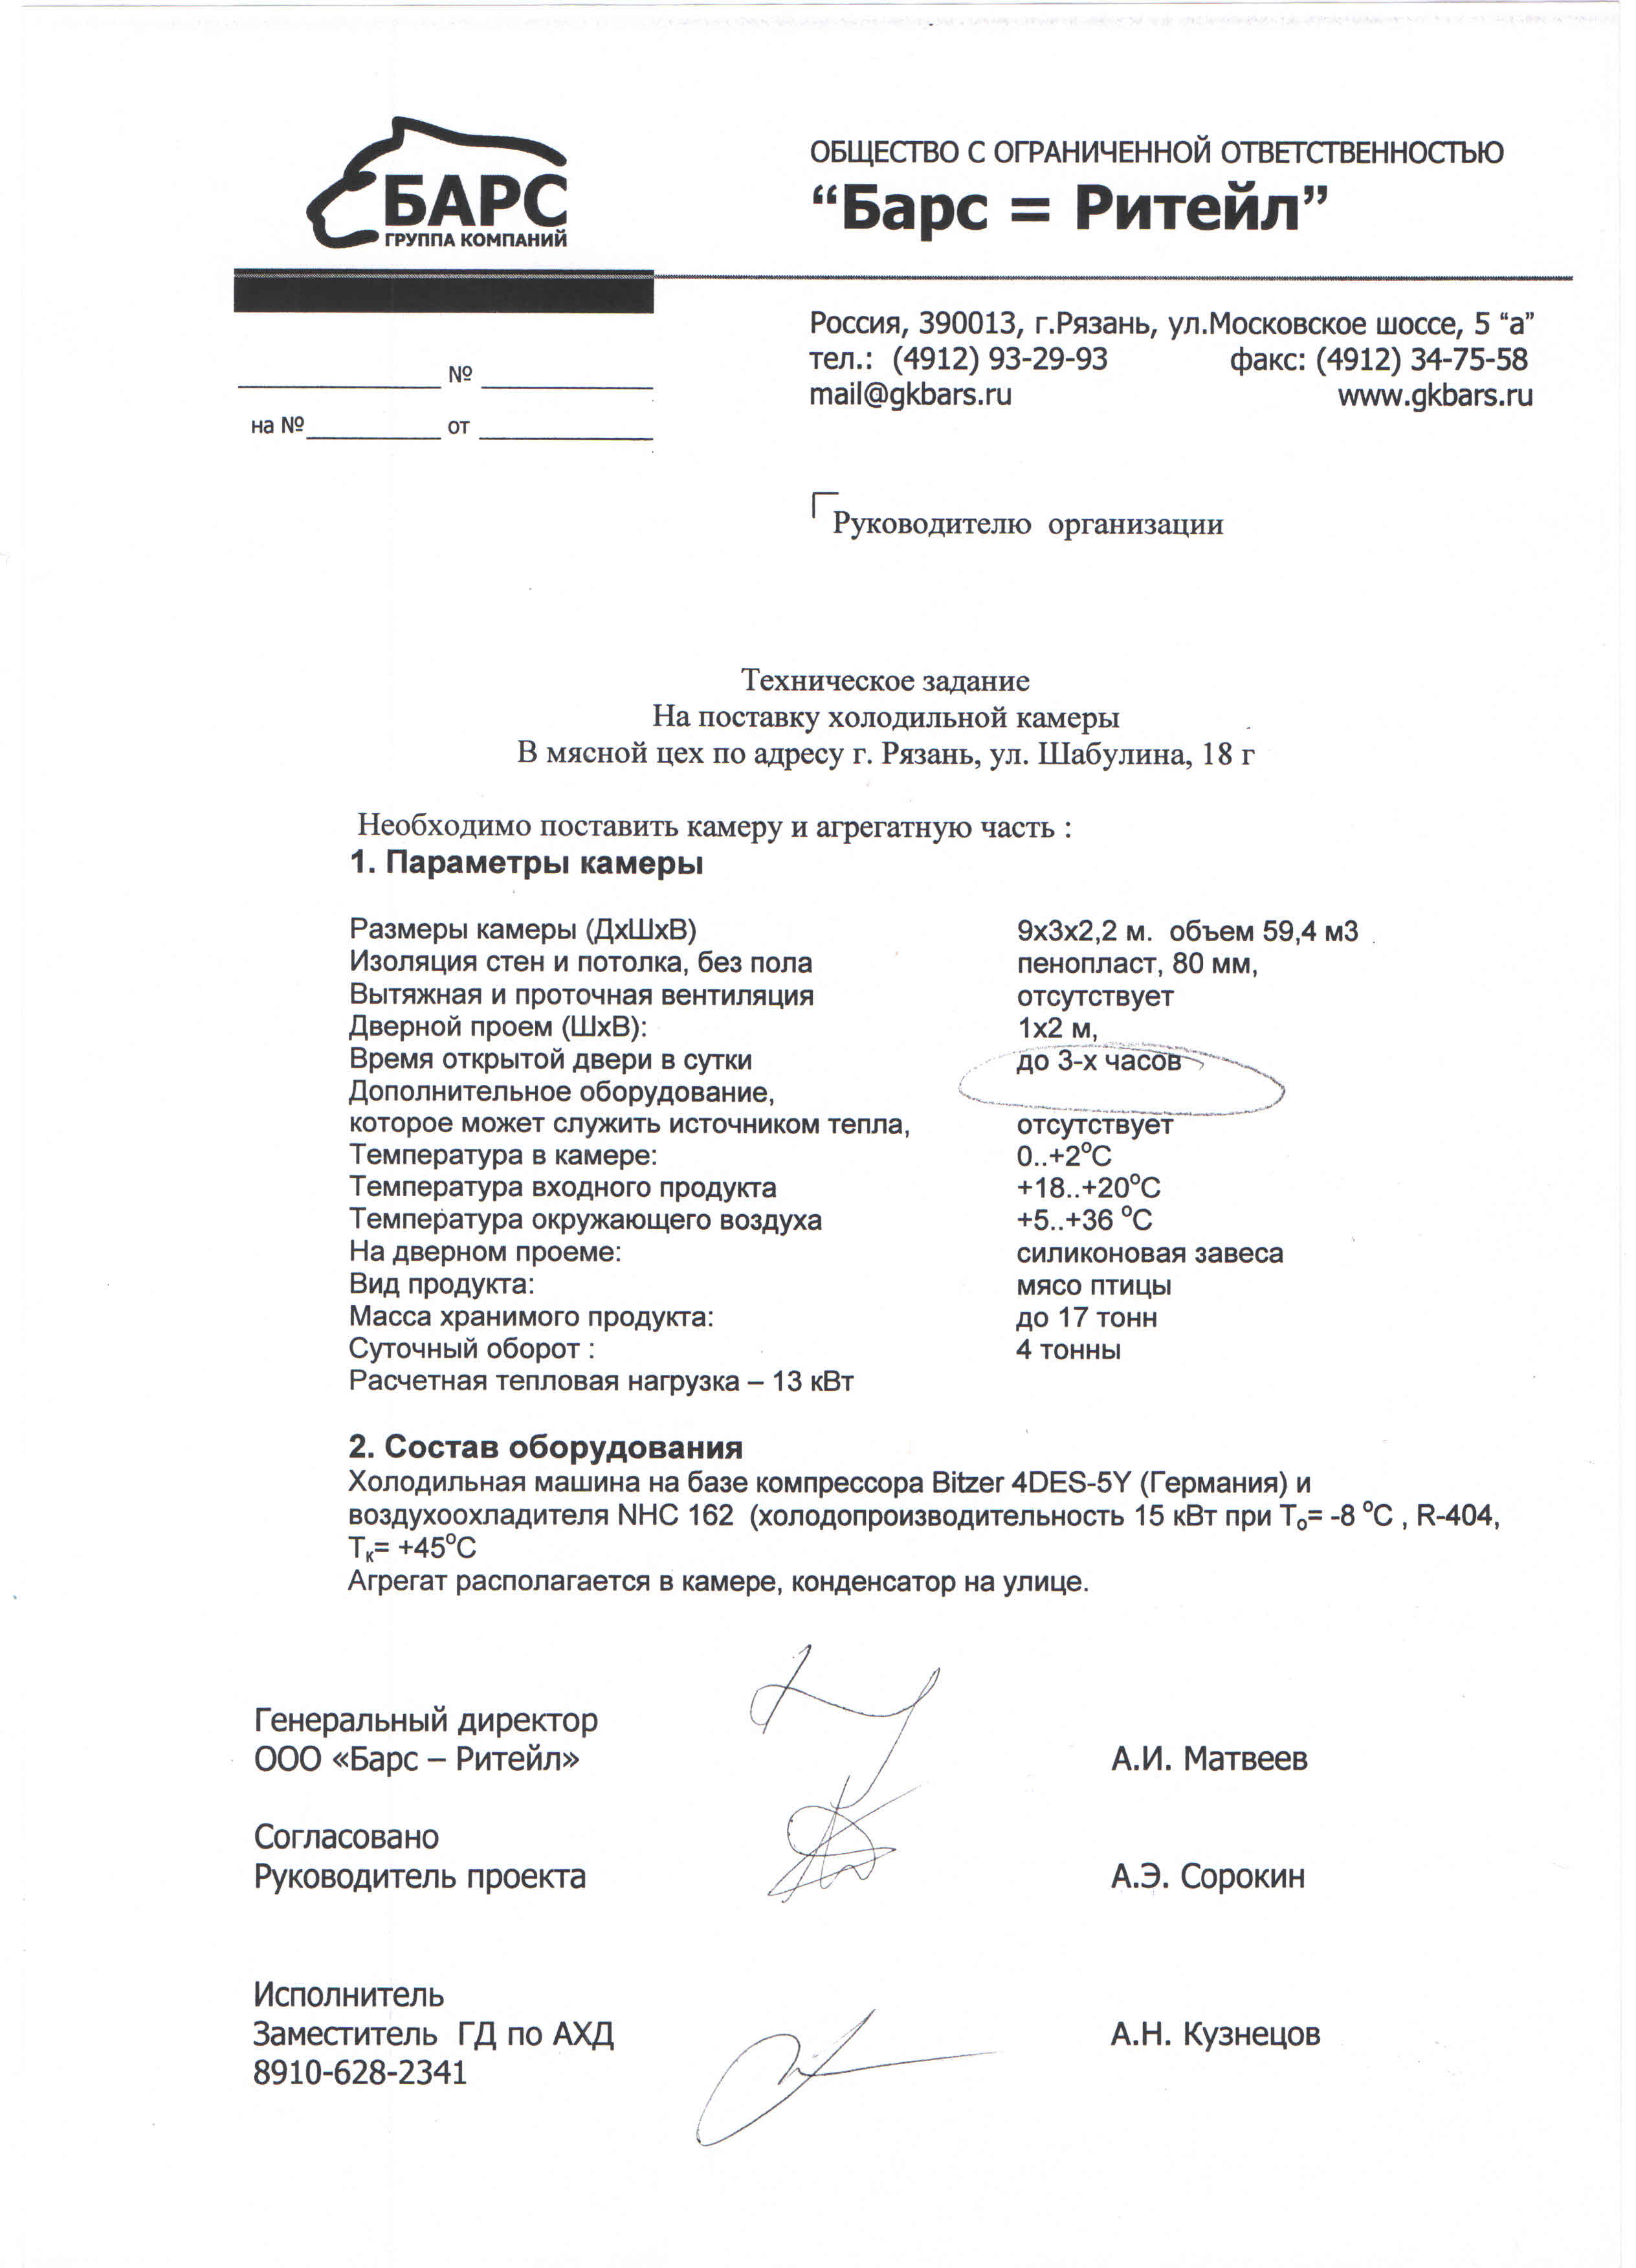 БАРС
ГРУППА КОМПАНИЙ
ОБЩЕСТВО С ОГРАНИЧЕННОЙ ОТВЕТСТВЕННОСТЬЮ
“Барс = Ритейл”
Россия, 390013, г.Рязань, ул.Московское шоссе, 5 “а”
тел.: (4912) 93-29-93 факс: (4912) 34-75-58
mail@gkbars.ru www.gkbars.ru
____________ № ____________
на №____________ от ____________
Руководителю организации
Техническое задание
На поставку холодильной камеры
В мясной цех по адресу г. Рязань, ул. Шабулина, 18 г
Необходимо поставить камеру и агрегатную часть :
1. Параметры камеры
Размеры камеры (ДхШхВ) 9х3х2,2 м. объем 59,4 м3
Изоляция стен и потолка, без пола пенопласт, 80 мм,
Вытяжная и проточная вентиляция отсутствует
Дверной проем (ШхВ): 1х2 м,
Время открытой двери в сутки до 3-х часов
Дополнительное оборудование,
которое может служить источником тепла, отсутствует
Температура в камере: 0..+2°С
Температура входного продукта +18..+20°С
Температура окружающего воздуха +5..+36 °С
На дверном проеме: силиконовая завеса
Вид продукта: мясо птицы
Масса хранимого продукта: до 17 тонн
Суточный оборот : 4 тонны
Расчетная тепловая нагрузка – 13 кВт
2. Состав оборудования
Холодильная машина на базе компрессора Bitzer 4DES-5Y (Германия) и
воздухоохладителя NHC 162 (холодопроизводительность 15 кВт при Tо= -8 °С , R-404,
Tк= +45°С
Агрегат располагается в камере, конденсатор на улице.
Генеральный директор
ООО «Барс – Ритейл» А.И. Матвеев
Согласовано
Руководитель проекта А.Э. Сорокин
Исполнитель
Заместитель ГД по АХД А.Н. Кузнецов
8910-628-2341